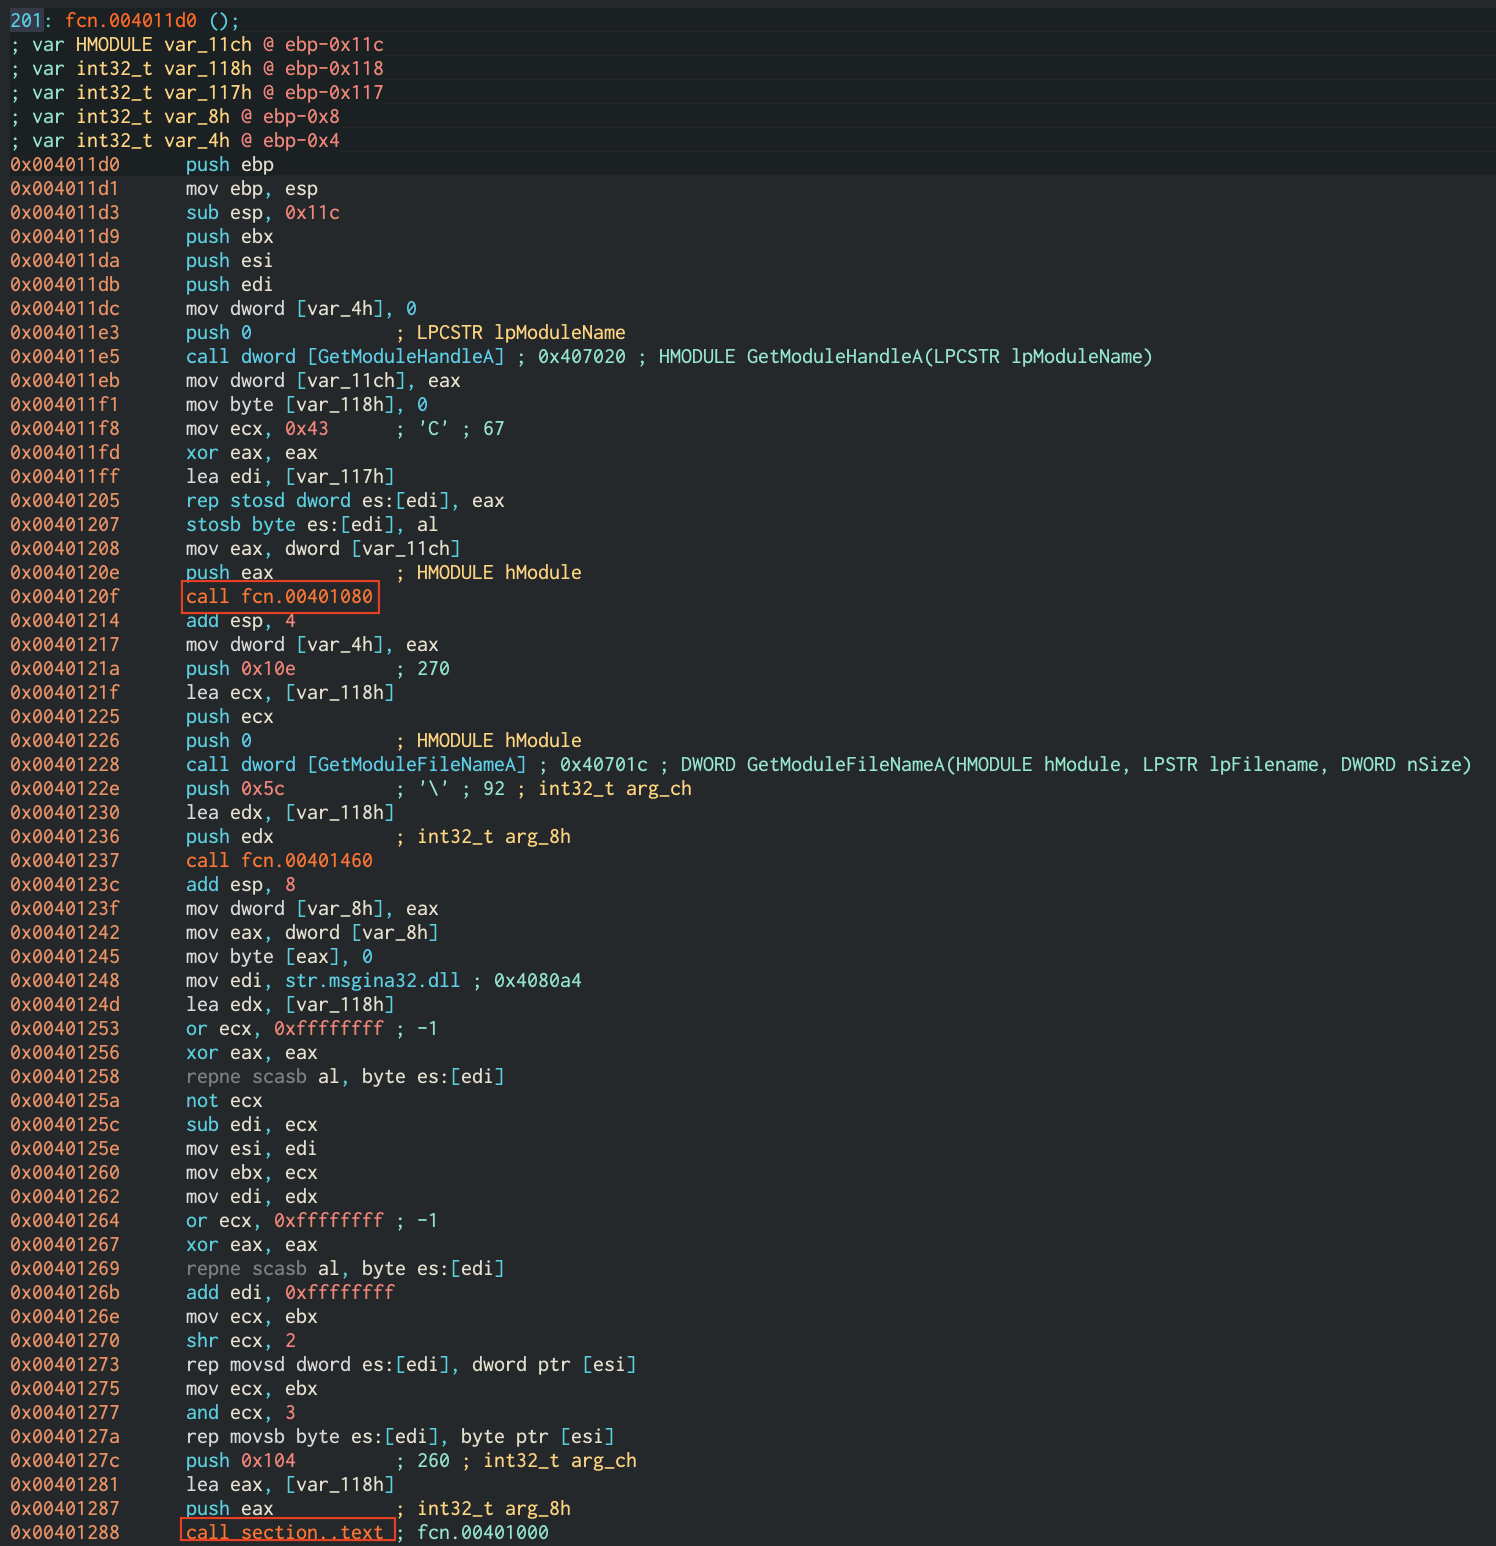 201: fcn.004011d0 ();
; var HMODULE var_11ch @ ebp-0x11c
; var int32_t var_118h @ ebp-0x118
; var int32_t var_117h @ ebp-0x117
; var int32_t var_8h @ ebp-0x8
; var int32_t var_4h @ ebp-0x4
0x004011d0 push ebp
0x004011d1 mov ebp, esp
0x004011d3 sub esp, 0x11c
0x004011d9 push ebx
0x004011da push esi
0x004011db push edi
0x004011dc mov dword [var_4h], 0
0x004011e3 push 0 ; LPCSTR lpModuleName
0x004011e5 call dword [GetModuleHandleA] ; 0x407020 ; HMODULE GetModuleHandleA(LPCSTR lpModuleName)
0x004011eb mov dword [var_11ch], eax
0x004011f1 mov byte [var_118h], 0
0x004011f8 mov ecx, 0x43 ; 'C' ; 67
0x004011fd xor eax, eax
0x004011ff lea edi, [var_117h]
0x00401205 rep stosd dword es:[edi], eax
0x00401207 stosb byte es:[edi], al
0x00401208 mov eax, dword [var_11ch]
0x0040120e push eax ; HMODULE hModule
0x0040120f call fcn.00401080
0x00401214 add esp, 4
0x00401217 mov dword [var_4h], eax
0x0040121a push 0x10e ; 270
0x0040121f lea ecx, [var_118h]
0x00401225 push ecx
0x00401226 push 0 ; HMODULE hModule
0x00401228 call dword [GetModuleFileNameA] ; 0x40701c ; DWORD GetModuleFileNameA(HMODULE hModule, LPSTR lpFilename, DWORD nSize)
0x0040122e push 0x5c ; '\' ; 92 ; int32_t arg_ch
0x00401230 lea edx, [var_118h]
0x00401236 push edx ; int32_t arg_8h
0x00401237 call fcn.00401460
0x0040123c add esp, 8
0x0040123f mov dword [var_8h], eax
0x00401242 mov eax, dword [var_8h]
0x00401245 mov byte [eax], 0
0x00401248 mov edi, str.msgina32.dll ; 0x4080a4
0x0040124d lea edx, [var_118h]
0x00401253 or ecx, 0xffffffff ; -1
0x00401256 xor eax, eax
0x00401258 repne scasb al, byte es:[edi]
0x0040125a not ecx
0x0040125c sub edi, ecx
0x0040125e mov esi, edi
0x00401260 mov ebx, ecx
0x00401262 mov edi, edx
0x00401264 or ecx, 0xffffffff ; -1
0x00401267 xor eax, eax
0x00401269 repne scasb al, byte es:[edi]
0x0040126b add edi, 0xffffffff
0x0040126e mov ecx, ebx
0x00401270 shr ecx, 2
0x00401273 rep movsd dword es:[edi], dword ptr [esi]
0x00401275 mov ecx, ebx
0x00401277 and ecx, 3
0x0040127a rep movsb byte es:[edi], byte ptr [esi]
0x0040127c push 0x104 ; 260 ; int32_t arg_ch
0x00401281 lea eax, [var_118h]
0x00401287 push eax ; int32_t arg_8h
0x00401288 call section..text ; fcn.00401000